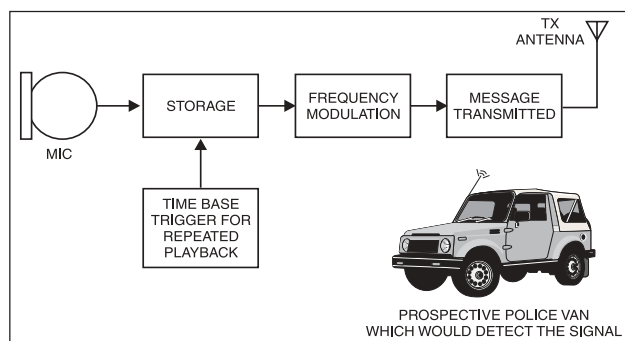 TX
ANTENNA
STORAGE
FREQUENCY
MODULATION
MESSAGE
TRANSMITTED
MIC
TIME BASE
TRIGGER FOR
REPEATED
PLAYBACK
PROSPECTIVE POLICE VAN
WHICH WOULD DETECT THE SIGNAL